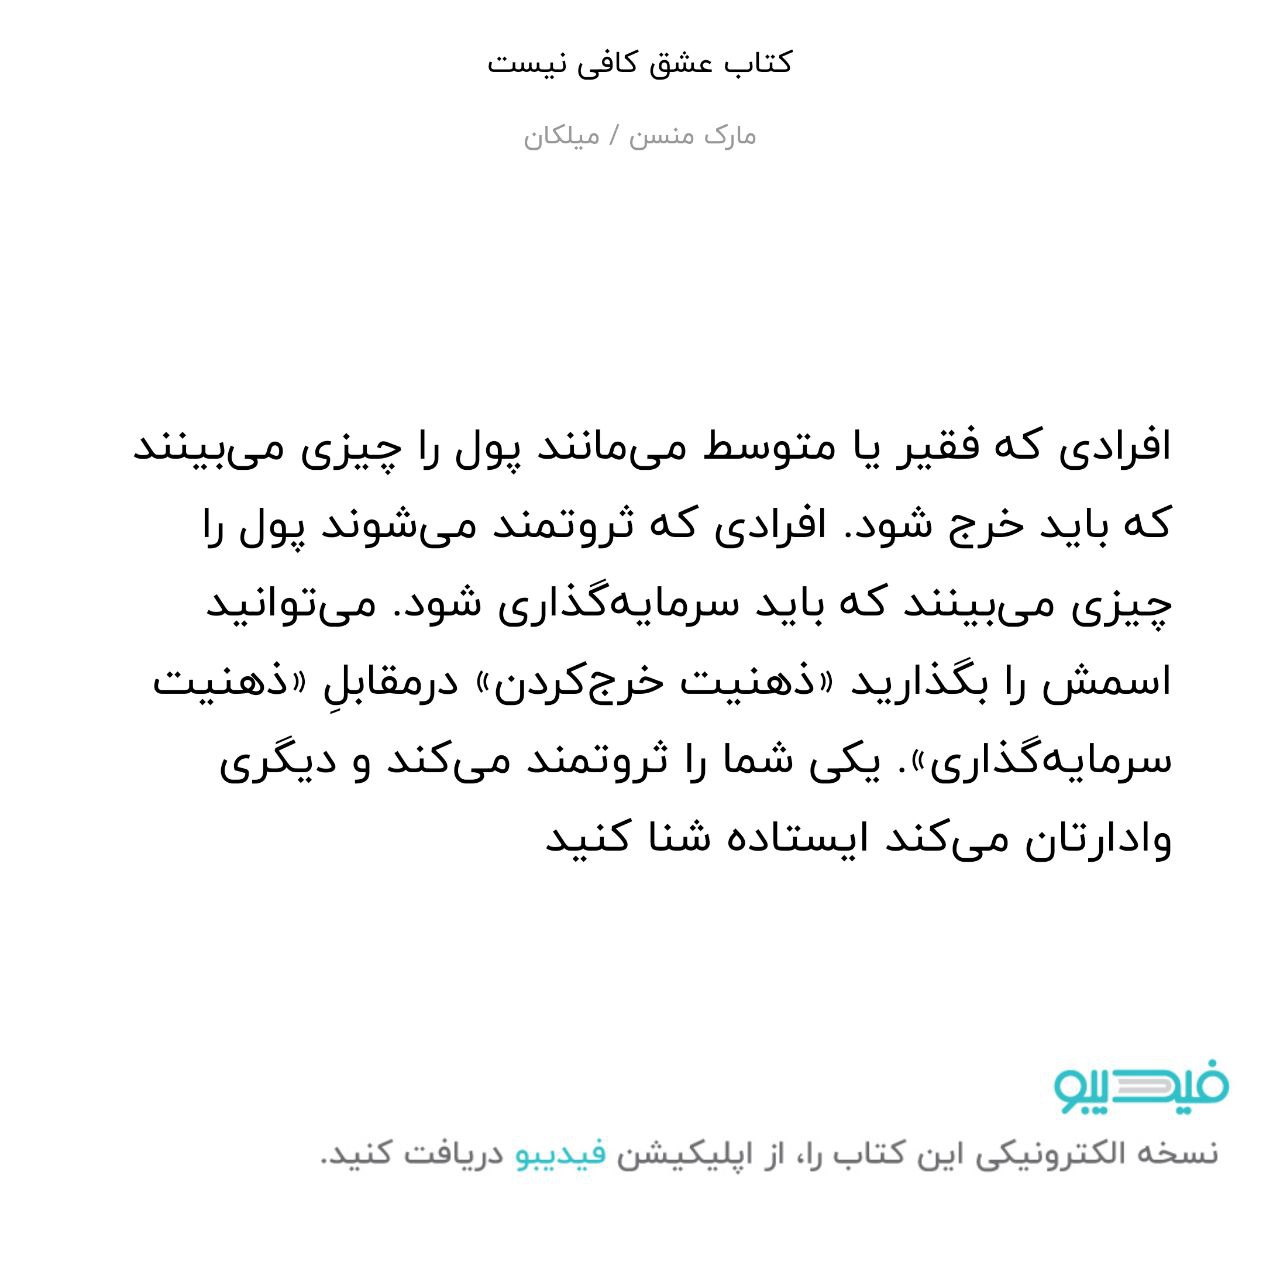 کتاب عشق کافی نیست
مارک منسن / میلکان
افرادی که فقیر یا متوسط می‌مانند پول را چیزی می‌بینند
که باید خرج شود. افرادی که ثروتمند می‌شوند پول را
چیزی می‌بینند که باید سرمایه‌گذاری شود. می‌توانید
اسمش را بگذارید «ذهنیت خرج‌کردن» درمقابلِ «ذهنیت
سرمایه‌گذاری». یکی شما را ثروتمند می‌کند و دیگری
وادارتان می‌کند ایستاده شنا کنید
فیدیبو
نسخه الکترونیکی این کتاب را، از اپلیکیشن فیدیبو دریافت کنید.